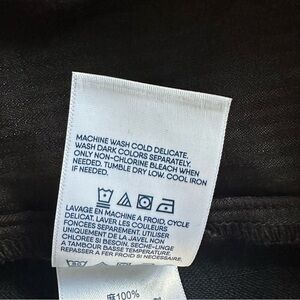 MACHINE WASH COLD DELICATE.
WASH DARK COLORS SEPARATELY.
ONLY NON-CHLORINE BLEACH WHEN
NEEDED. TUMBLE DRY LOW. COOL IRON
IF NEEDED.
LAVAGE EN MACHINE A FROID, CYCLE
DELICAT. LAVER LES COULEURS
FONCEES SEPAREMENT. UTILISER
UNIQUEMENT DE LA JAVEL NON
CHLOREE SI BESOIN. SECHE-LINGE
A TAMBOUR BASSE TEMPERATURE.
REPASSER A FER FROID SI NECESSAIRE.
100%